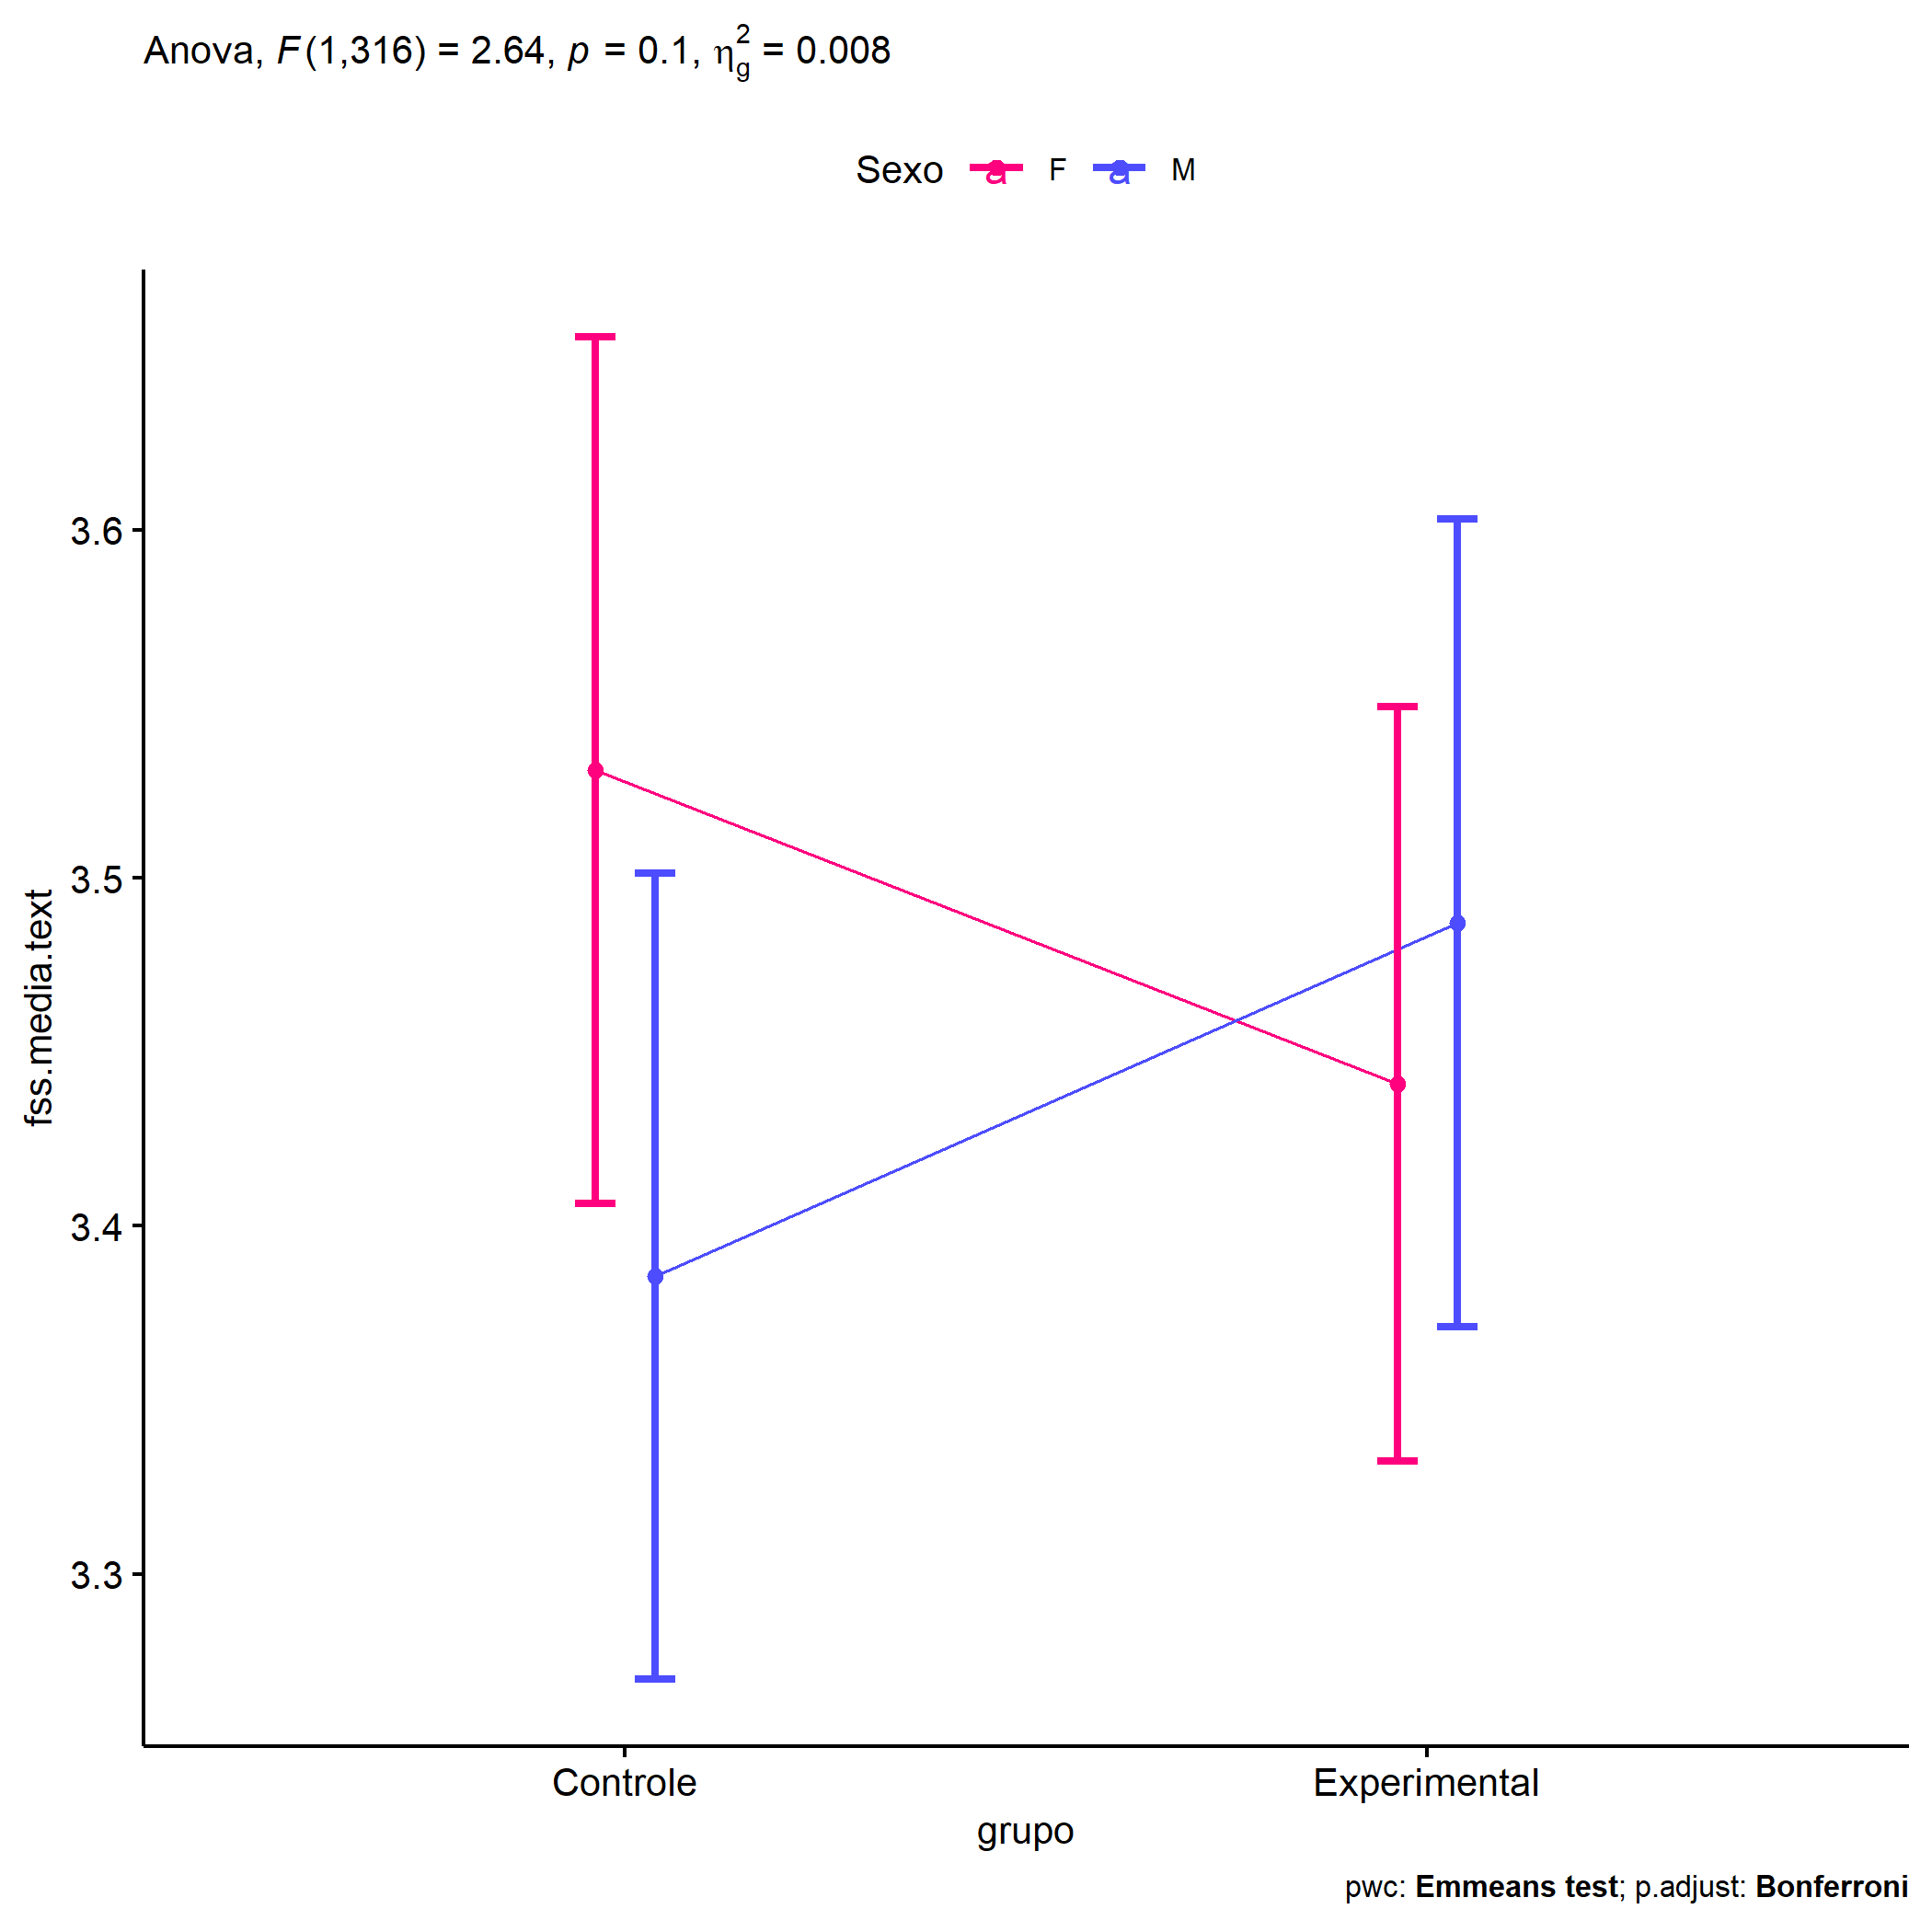 Anova, F(1,316) = 2.64, p = 0.1, η²g = 0.008
Sexo a F a M
fss.media.text
3.6
3.5
3.4
3.3
Controle Experimental
grupo
pwc: Emmeans test; p.adjust: Bonferroni